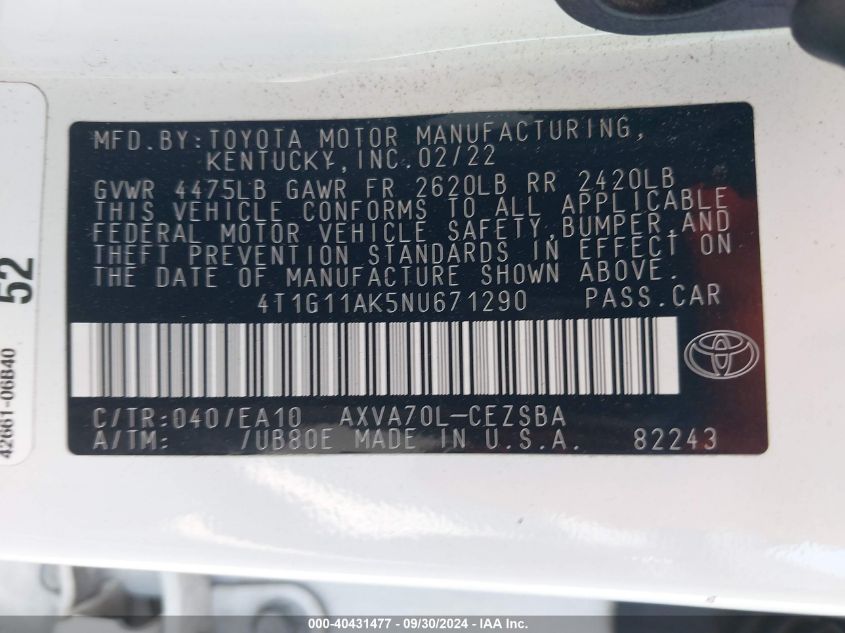 MFD.BY:TOYOTA MOTOR MANUFACTURING,
KENTUCKY,INC.02/22
GVWR 4475LB GAWR FR 2620LB RR 2420LB
THIS VEHICLE CONFORMS TO ALL APPLICABLE
FEDERAL MOTOR VEHICLE SAFETY,BUMPER,AND
THEFT PREVENTION STANDARDS IN EFFECT ON
THE DATE OF MANUFACTURE SHOWN ABOVE.
4T1G11AK5NU671290 PASS.CAR
C/TR:040/EA10 AXVA70L-CEZSBA
A/TM: /UB80E MADE IN U.S.A. 82243
52
42661-06B40
000-40431477 - 09/30/2024 - IAA Inc.